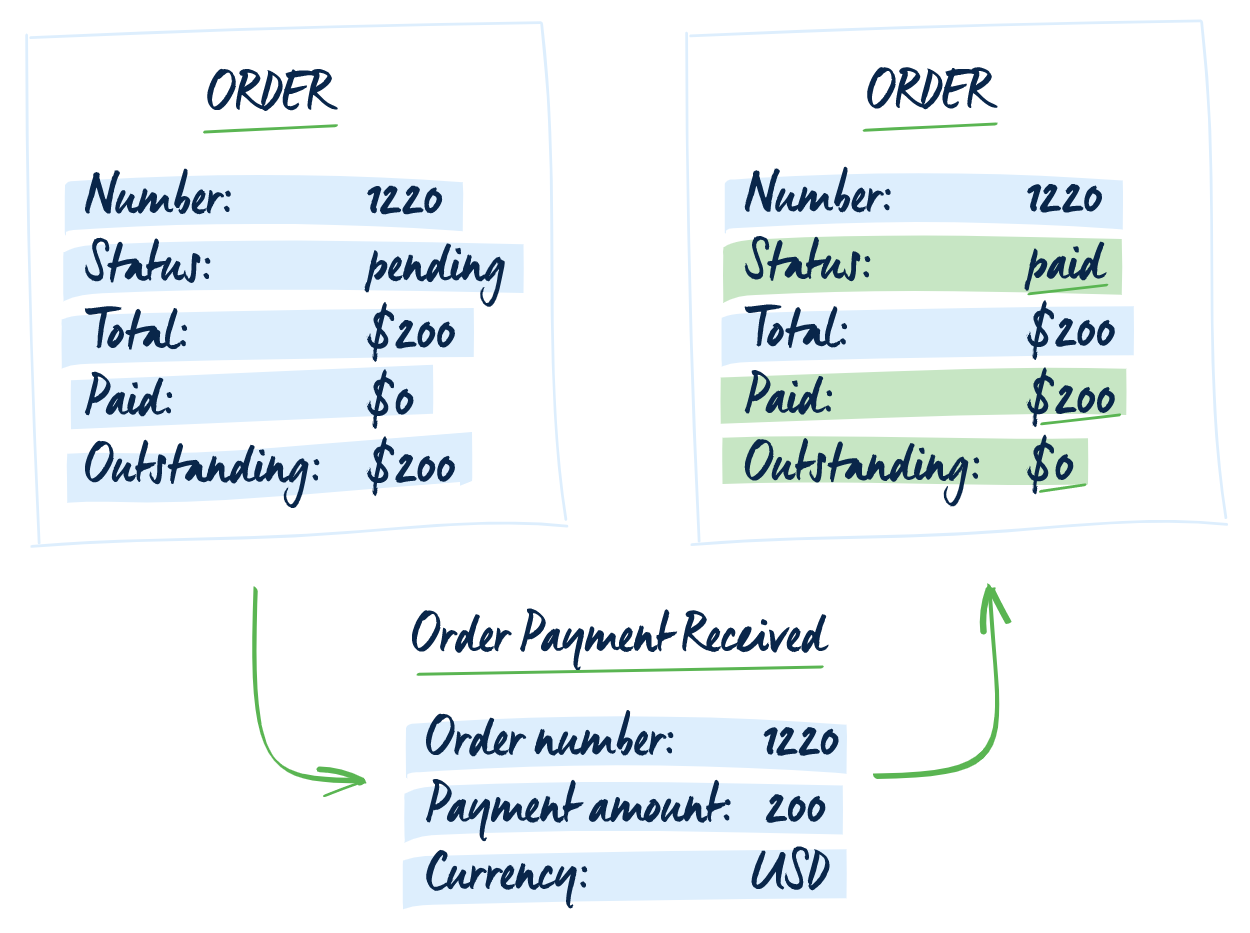 ORDER
Number: 1220
Status: pending
Total: $200
Paid: $0
Outstanding: $200
ORDER
Number: 1220
Status: paid
Total: $200
Paid: $200
Outstanding: $0
Order Payment Received
Order number: 1220
Payment amount: 200
Currency: USD